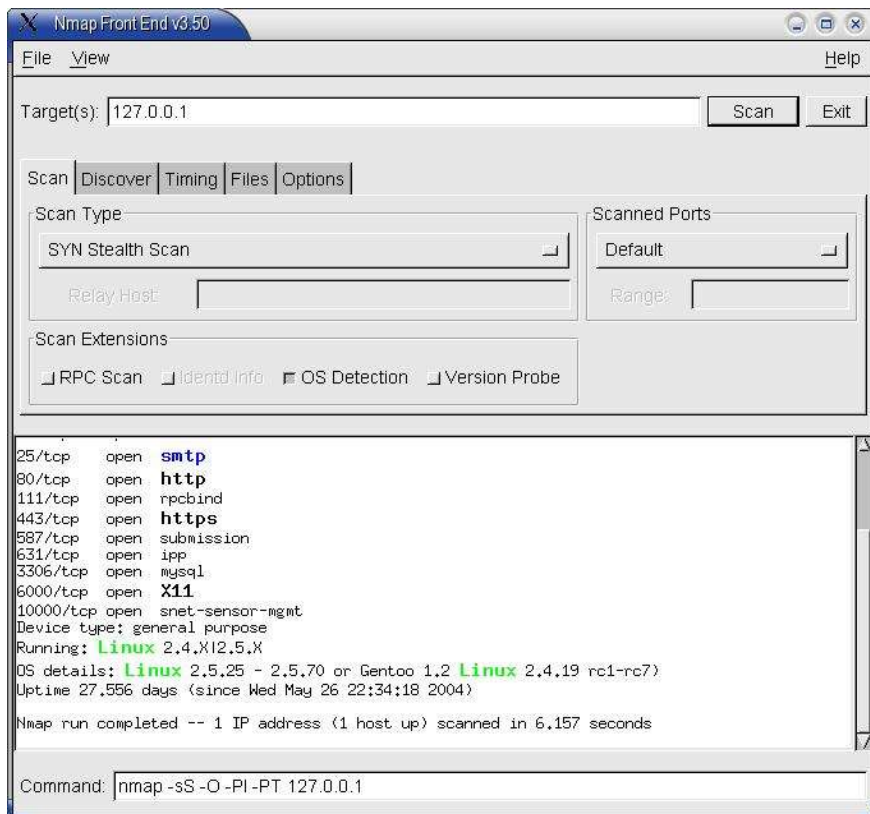 Nmap Front End v3.50
File View Help
Target(s): 127.0.0.1 Scan Exit
Scan Discover Timing Files Options
Scan Type Scanned Ports
SYN Stealth Scan Default
Relay Host: Range:
Scan Extensions
RPC Scan Identd Info OS Detection Version Probe
25/tcp open smtp
80/tcp open http
111/tcp open rpcbind
443/tcp open https
587/tcp open submission
631/tcp open ipp
3306/tcp open mysql
6000/tcp open X11
10000/tcp open snet-sensor-mgmt
Device type: general purpose
Running: Linux 2.4.X|2.5.X
OS details: Linux 2.5.25 - 2.5.70 or Gentoo 1.2 Linux 2.4.19 rc1-rc7)
Uptime 27.556 days (since Wed May 26 22:34:18 2004)
Nmap run completed -- 1 IP address (1 host up) scanned in 6.157 seconds
Command: nmap -sS -O -PI -PT 127.0.0.1